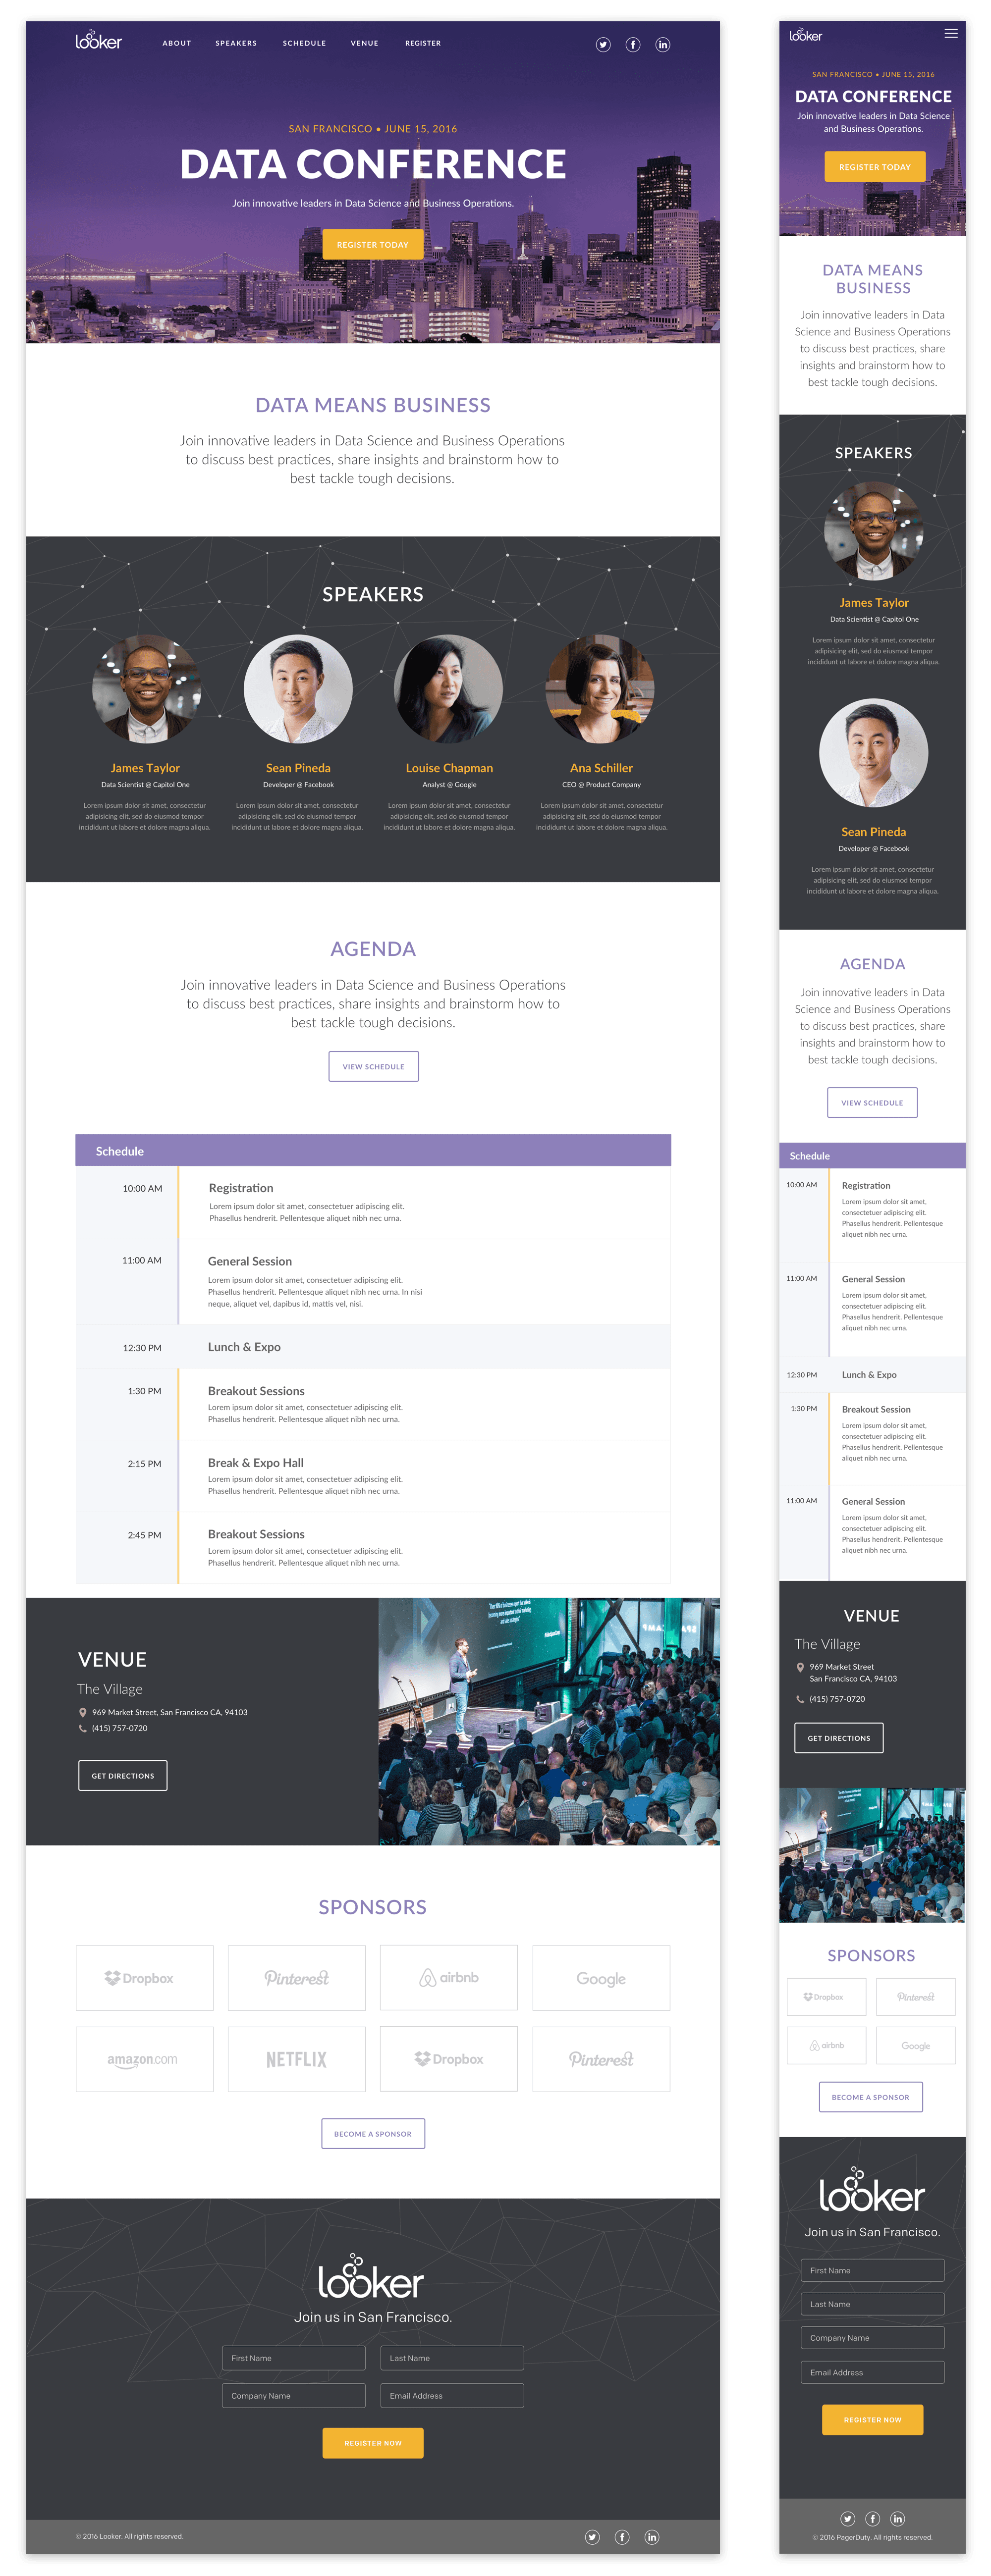 looker
ABOUT SPEAKERS SCHEDULE VENUE REGISTER
SAN FRANCISCO • JUNE 15, 2016
DATA CONFERENCE
Join innovative leaders in Data Science and Business Operations.
REGISTER TODAY
DATA MEANS BUSINESS
Join innovative leaders in Data Science and Business Operations
to discuss best practices, share insights and brainstorm how to
best tackle tough decisions.
SPEAKERS
James Taylor
Data Scientist @ Capitol One
Lorem ipsum dolor sit amet, consectetur
adipisicing elit, sed do eiusmod tempor
incididunt ut labore et dolore magna aliqua.
Sean Pineda
Developer @ Facebook
Lorem ipsum dolor sit amet, consectetur
adipisicing elit, sed do eiusmod tempor
incididunt ut labore et dolore magna aliqua.
Louise Chapman
Analyst @ Google
Lorem ipsum dolor sit amet, consectetur
adipisicing elit, sed do eiusmod tempor
incididunt ut labore et dolore magna aliqua.
Ana Schiller
CEO @ Product Company
Lorem ipsum dolor sit amet, consectetur
adipisicing elit, sed do eiusmod tempor
incididunt ut labore et dolore magna aliqua.
AGENDA
Join innovative leaders in Data Science and Business Operations
to discuss best practices, share insights and brainstorm how to
best tackle tough decisions.
VIEW SCHEDULE
Schedule
10:00 AM
Registration
Lorem ipsum dolor sit amet, consectetuer adipiscing elit.
Phasellus hendrerit. Pellentesque aliquet nibh nec urna.
11:00 AM
General Session
Lorem ipsum dolor sit amet, consectetuer adipiscing elit.
Phasellus hendrerit. Pellentesque aliquet nibh nec urna. In nisi
neque, aliquet vel, dapibus id, mattis vel, nisi.
12:30 PM
Lunch & Expo
1:30 PM
Breakout Sessions
Lorem ipsum dolor sit amet, consectetuer adipiscing elit.
Phasellus hendrerit. Pellentesque aliquet nibh nec urna.
2:15 PM
Break & Expo Hall
Lorem ipsum dolor sit amet, consectetuer adipiscing elit.
Phasellus hendrerit. Pellentesque aliquet nibh nec urna.
2:45 PM
Breakout Sessions
Lorem ipsum dolor sit amet, consectetuer adipiscing elit.
Phasellus hendrerit. Pellentesque aliquet nibh nec urna.
VENUE
The Village
969 Market Street, San Francisco CA, 94103
(415) 757-0720
GET DIRECTIONS
SPONSORS
Dropbox Pinterest airbnb Google
amazon.com NETFLIX Dropbox Pinterest
BECOME A SPONSOR
looker
Join us in San Francisco.
First Name Last Name
Company Name Email Address
REGISTER NOW
© 2016 Looker. All rights reserved.
looker
SAN FRANCISCO • JUNE 15, 2016
DATA CONFERENCE
Join innovative leaders in Data Science
and Business Operations.
REGISTER TODAY
DATA MEANS
BUSINESS
Join innovative leaders in Data
Science and Business Operations
to discuss best practices, share
insights and brainstorm how to
best tackle tough decisions.
SPEAKERS
James Taylor
Data Scientist @ Capitol One
Lorem ipsum dolor sit amet, consectetur
adipisicing elit, sed do eiusmod tempor
incididunt ut labore et dolore magna aliqua.
Sean Pineda
Developer @ Facebook
Lorem ipsum dolor sit amet, consectetur
adipisicing elit, sed do eiusmod tempor
incididunt ut labore et dolore magna aliqua.
AGENDA
Join innovative leaders in Data
Science and Business Operations
to discuss best practices, share
insights and brainstorm how to
best tackle tough decisions.
VIEW SCHEDULE
Schedule
10:00 AM
Registration
Lorem ipsum dolor sit amet,
consectetuer adipiscing elit.
Phasellus hendrerit. Pellentesque
aliquet nibh nec urna.
11:00 AM
General Session
Lorem ipsum dolor sit amet,
consectetuer adipiscing elit.
Phasellus hendrerit. Pellentesque
aliquet nibh nec urna.
12:30 PM
Lunch & Expo
1:30 PM
Breakout Session
Lorem ipsum dolor sit amet,
consectetuer adipiscing elit.
Phasellus hendrerit. Pellentesque
aliquet nibh nec urna.
11:00 AM
General Session
Lorem ipsum dolor sit amet,
consectetuer adipiscing elit.
Phasellus hendrerit. Pellentesque
aliquet nibh nec urna.
VENUE
The Village
969 Market Street
San Francisco CA, 94103
(415) 757-0720
GET DIRECTIONS
SPONSORS
Dropbox Pinterest
airbnb Google
BECOME A SPONSOR
looker
Join us in San Francisco.
First Name
Last Name
Company Name
Email Address
REGISTER NOW
© 2016 PagerDuty. All rights reserved.